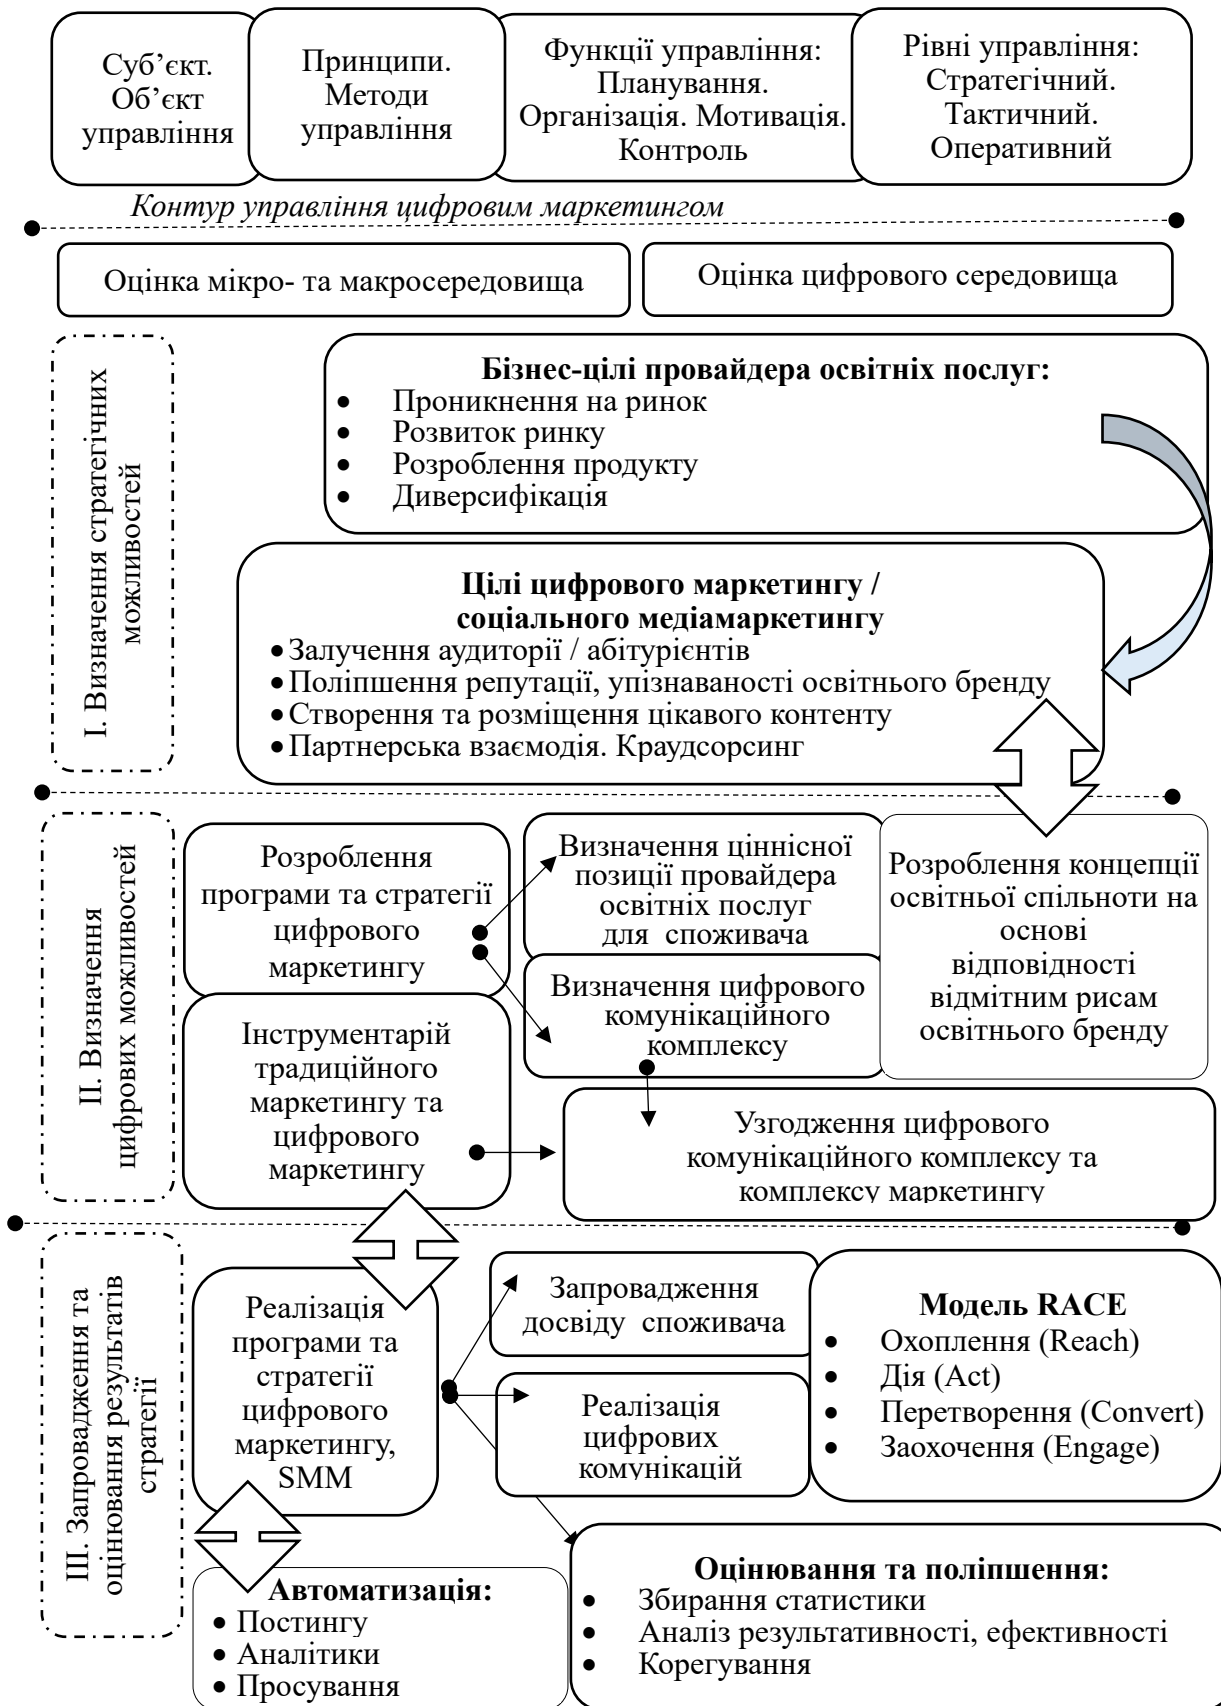 Суб’єкт.
Об’єкт
управління
Принципи.
Методи
управління
Функції управління:
Планування.
Організація. Мотивація.
Контроль
Рівні управління:
Стратегічний.
Тактичний.
Оперативний
Контур управління цифровим маркетингом
Оцінка мікро- та макросередовища
Оцінка цифрового середовища
I. Визначення стратегічних
можливостей
Бізнес-цілі провайдера освітніх послуг:
• Проникнення на ринок
• Розвиток ринку
• Розроблення продукту
• Диверсифікація
Цілі цифрового маркетингу /
соціального медіамаркетингу
• Залучення аудиторії / абітурієнтів
• Поліпшення репутації, упізнаваності освітнього бренду
• Створення та розміщення цікавого контенту
• Партнерська взаємодія. Краудсорсинг
II. Визначення
цифрових можливостей
Розроблення
програми та стратегії
цифрового
маркетингу
Визначення ціннісної
позиції провайдера
освітніх послуг
для споживача
Розроблення концепції
освітньої спільноти на
основі
відповідності
відмітним рисам
освітнього бренду
Визначення цифрового
комунікаційного
комплексу
Інструментарій
традиційного
маркетингу та
цифрового
маркетингу
Узгодження цифрового
комунікаційного комплексу та
комплексу маркетингу
III. Запровадження та
оцінювання результатів
стратегії
Реалізація
програми та
стратегії
цифрового
маркетингу,
SMM
Запровадження
досвіду споживача
Реалізація
цифрових
комунікацій
Модель RACE
• Охоплення (Reach)
• Дія (Act)
• Перетворення (Convert)
• Заохочення (Engage)
Автоматизація:
• Постингу
• Аналітики
• Просування
Оцінювання та поліпшення:
• Збирання статистики
• Аналіз результативності, ефективності
• Корегування